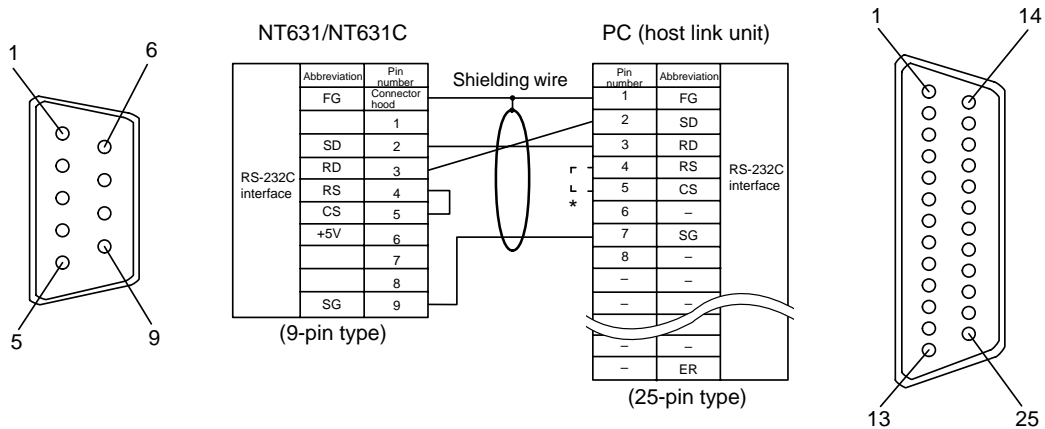 1
6
5
9
NT631/NT631C
Abbreviation Pin number
FG Connector hood
1
SD 2
RD 3
RS 4
CS 5
+5V 6
7
8
SG 9
RS-232C interface
(9-pin type)
Shielding wire
*
PC (host link unit)
Pin number Abbreviation
1 FG
2 SD
3 RD
4 RS
5 CS
6 –
7 SG
8 –
– –
– –
– –
– ER
RS-232C interface
(25-pin type)
1
14
13
25